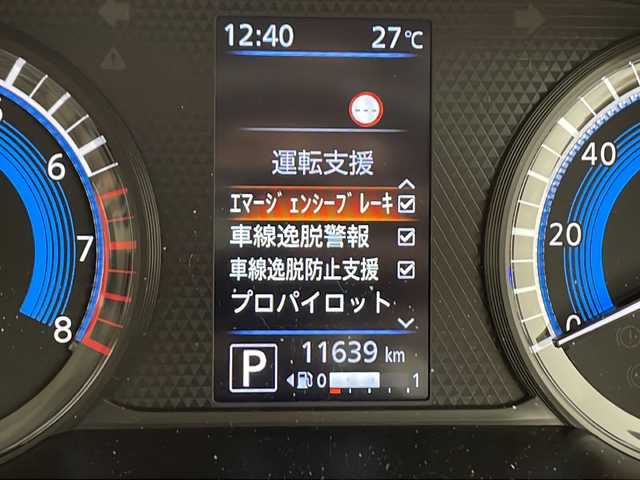 12:40 27℃
---
運転支援
エマージェンシーブレーキ
車線逸脱警報
車線逸脱防止支援
プロパイロット
P 11639 km
0 1
6
7
8
40
20
0